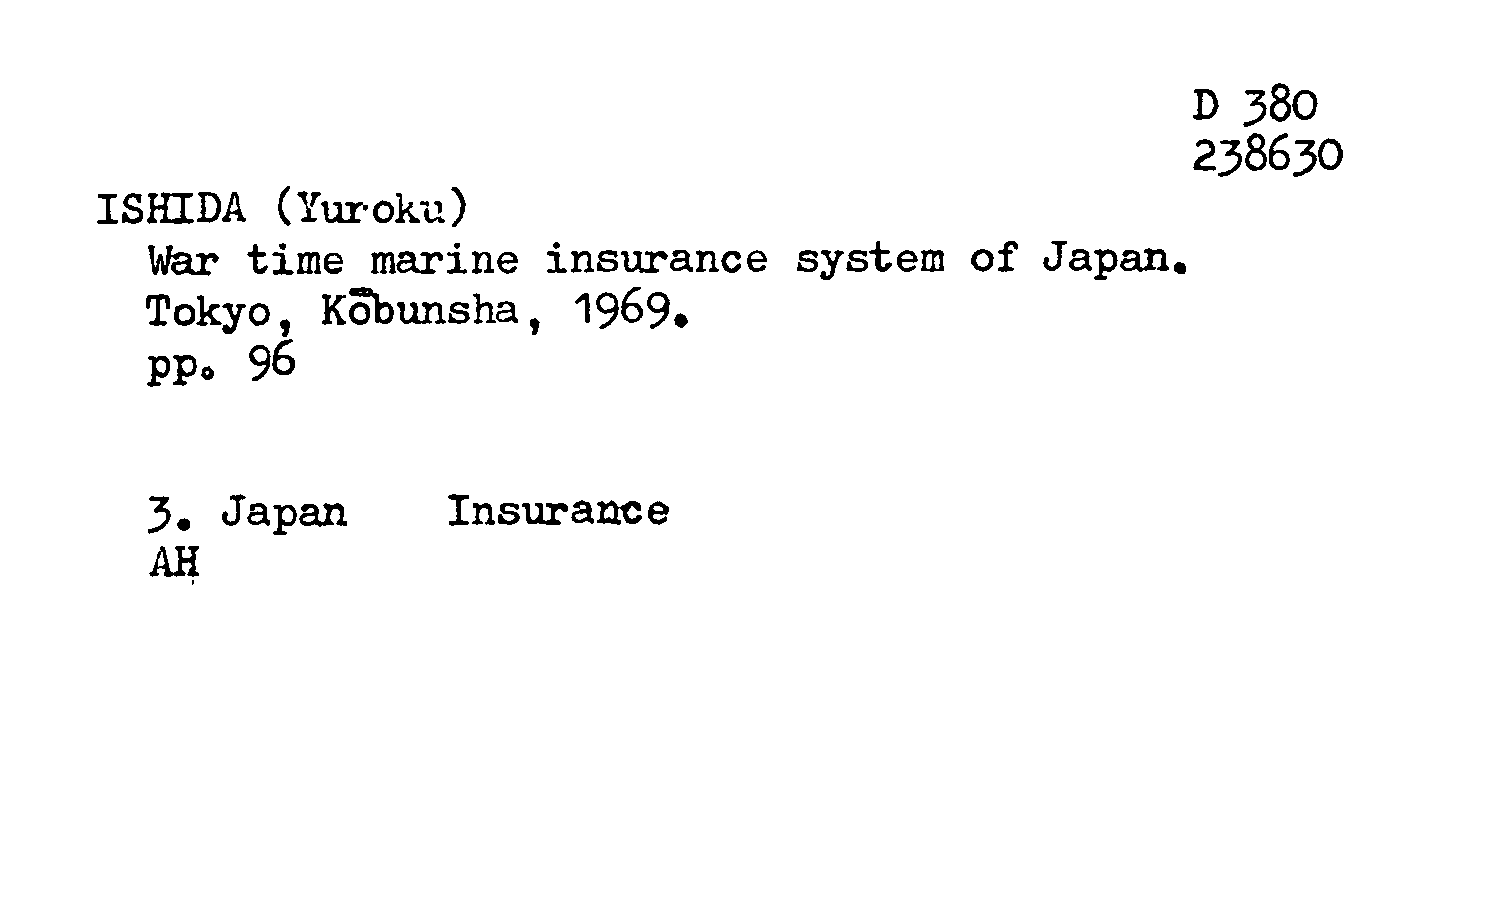 D 380
238630
ISHIDA (Yuroku)
War time marine insurance system of Japan.
Tokyo, Kōbunsha, 1969.
pp. 96
3. Japan    Insurance
AH